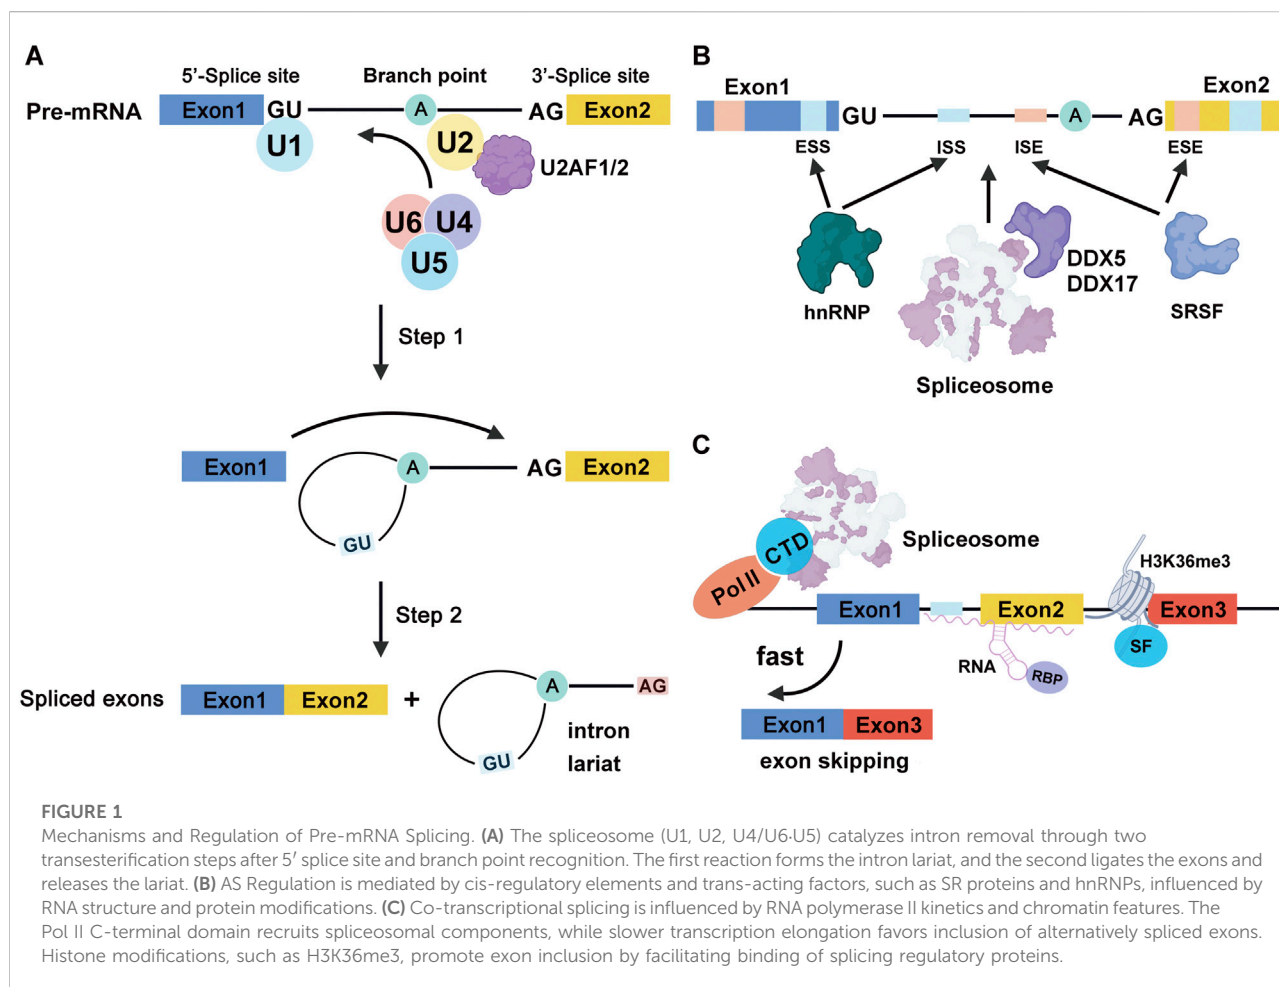 A
5'-Splice site
Branch point
3'-Splice site
Pre-mRNA
Exon1
GU
A
AG
Exon2
U1
U2
U2AF1/2
U6
U4
U5
Step 1
Exon1
A
AG
Exon2
GU
Step 2
Spliced exons
Exon1
Exon2
+
A
AG
GU
intron
lariat
B
Exon1
Exon2
GU
A
AG
ESS
ISS
ISE
ESE
hnRNP
DDX5
DDX17
SRSF
Spliceosome
C
CTD
Pol II
Spliceosome
H3K36me3
Exon1
Exon2
Exon3
SF
RNA
RBP
fast
Exon1
Exon3
exon skipping
FIGURE 1
Mechanisms and Regulation of Pre-mRNA Splicing. (A) The spliceosome (U1, U2, U4/U6·U5) catalyzes intron removal through two
transesterification steps after 5′ splice site and branch point recognition. The first reaction forms the intron lariat, and the second ligates the exons and
releases the lariat. (B) AS Regulation is mediated by cis-regulatory elements and trans-acting factors, such as SR proteins and hnRNPs, influenced by
RNA structure and protein modifications. (C) Co-transcriptional splicing is influenced by RNA polymerase II kinetics and chromatin features. The
Pol II C-terminal domain recruits spliceosomal components, while slower transcription elongation favors inclusion of alternatively spliced exons.
Histone modifications, such as H3K36me3, promote exon inclusion by facilitating binding of splicing regulatory proteins.